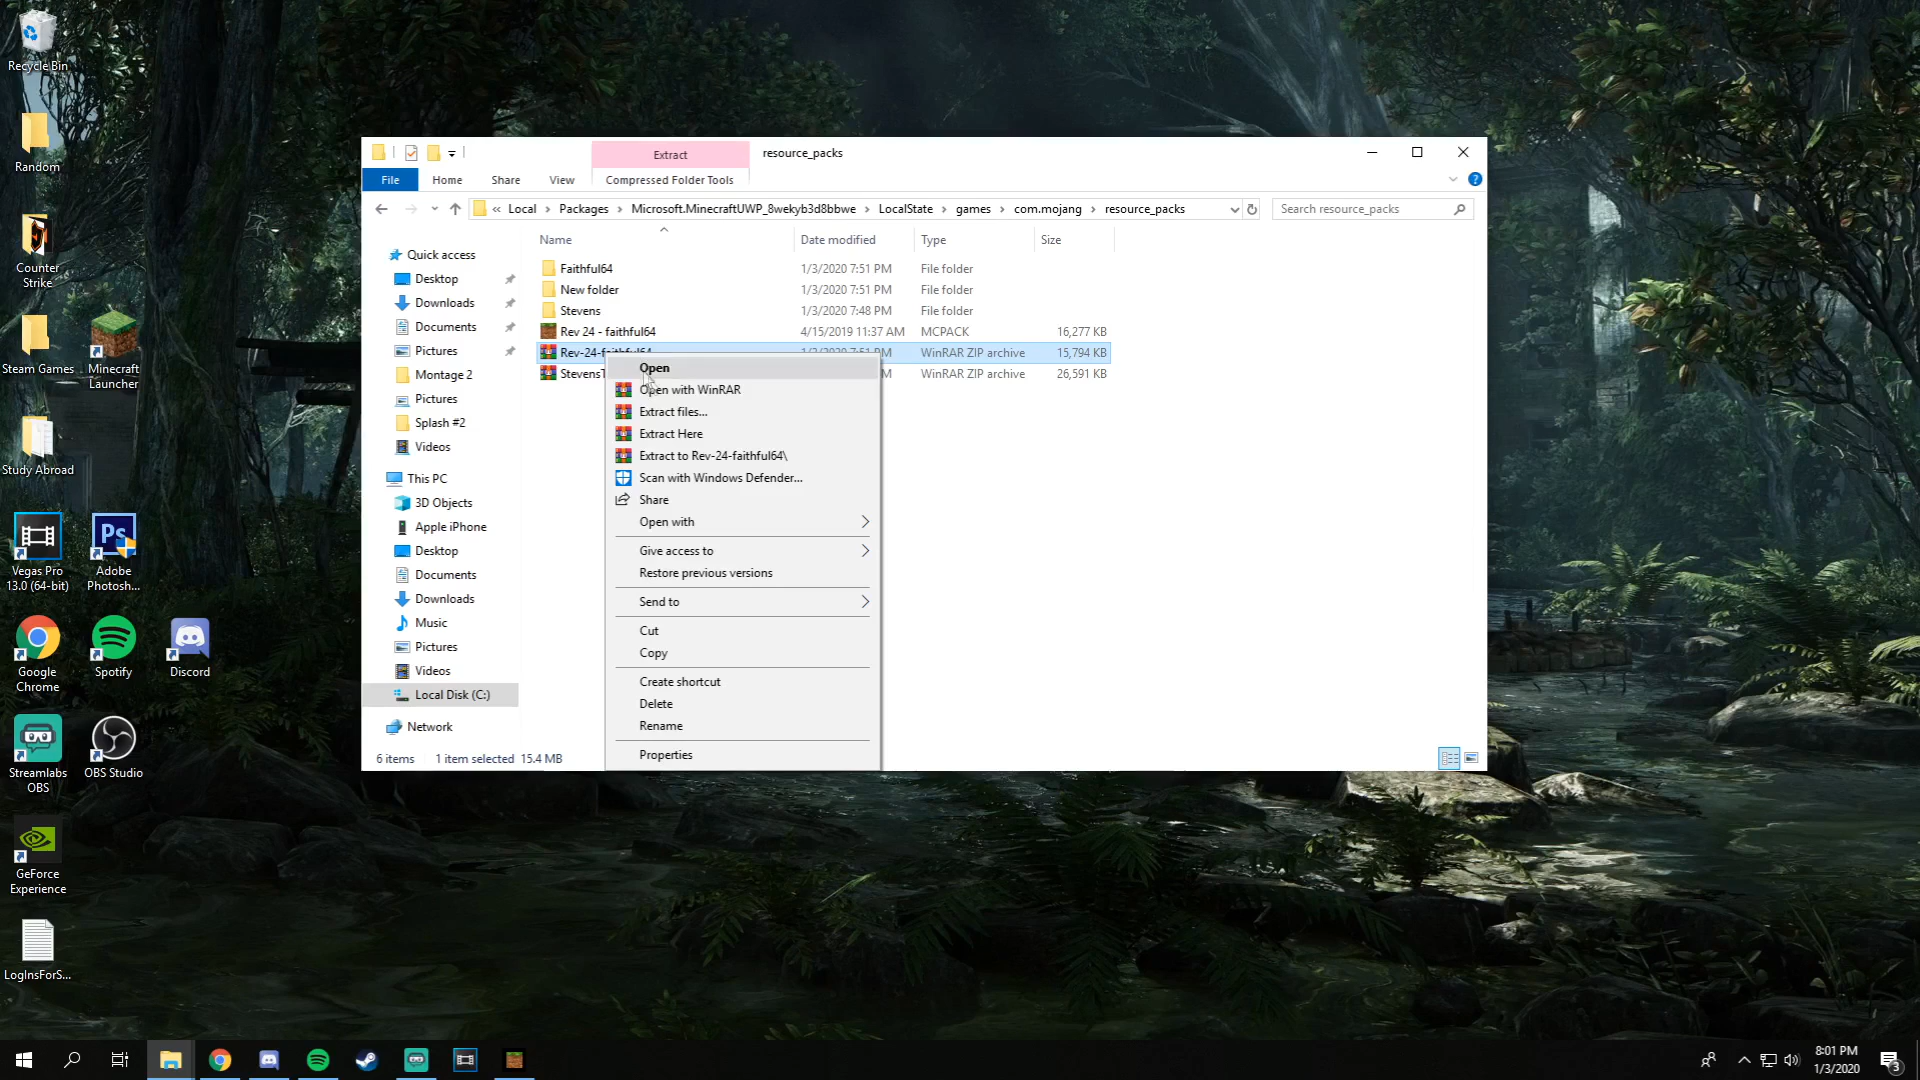 Recycle Bin
Random
Counter
Strike
Steam Games
Minecraft
Launcher
Study Abroad
Vegas Pro
13.0 (64-bit)
Adobe
Photosh...
Google
Chrome
Spotify
Discord
Streamlabs
OBS
OBS Studio
GeForce
Experience
LogInsForS...
Extract
resource_packs
File
Home
Share
View
Compressed Folder Tools
« Local › Packages › Microsoft.MinecraftUWP_8wekyb3d8bbwe › LocalState › games › com.mojang › resource_packs
Search resource_packs
Name
Date modified
Type
Size
Quick access
Desktop
Downloads
Documents
Pictures
Montage 2
Pictures
Splash #2
Videos
This PC
3D Objects
Apple iPhone
Desktop
Documents
Downloads
Music
Pictures
Videos
Local Disk (C:)
Network
Faithful64 1/3/2020 7:51 PM File folder
New folder 1/3/2020 7:51 PM File folder
Stevens 1/3/2020 7:48 PM File folder
Rev 24 - faithful64 4/15/2019 11:37 AM MCPACK 16,277 KB
Rev-24-faithful64 1/3/2020 7:51 PM WinRAR ZIP archive 15,794 KB
StevensT M WinRAR ZIP archive 26,591 KB
Open
Open with WinRAR
Extract files...
Extract Here
Extract to Rev-24-faithful64\
Scan with Windows Defender...
Share
Open with
Give access to
Restore previous versions
Send to
Cut
Copy
Create shortcut
Delete
Rename
Properties
6 items 1 item selected 15.4 MB
Ps
8:01 PM
1/3/2020
3